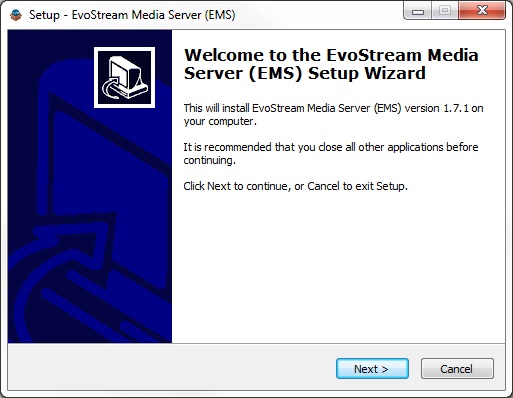 Setup - EvoStream Media Server (EMS)
Welcome to the EvoStream Media
Server (EMS) Setup Wizard
This will install EvoStream Media Server (EMS) version 1.7.1 on
your computer.
It is recommended that you close all other applications before
continuing.
Click Next to continue, or Cancel to exit Setup.
Next >
Cancel